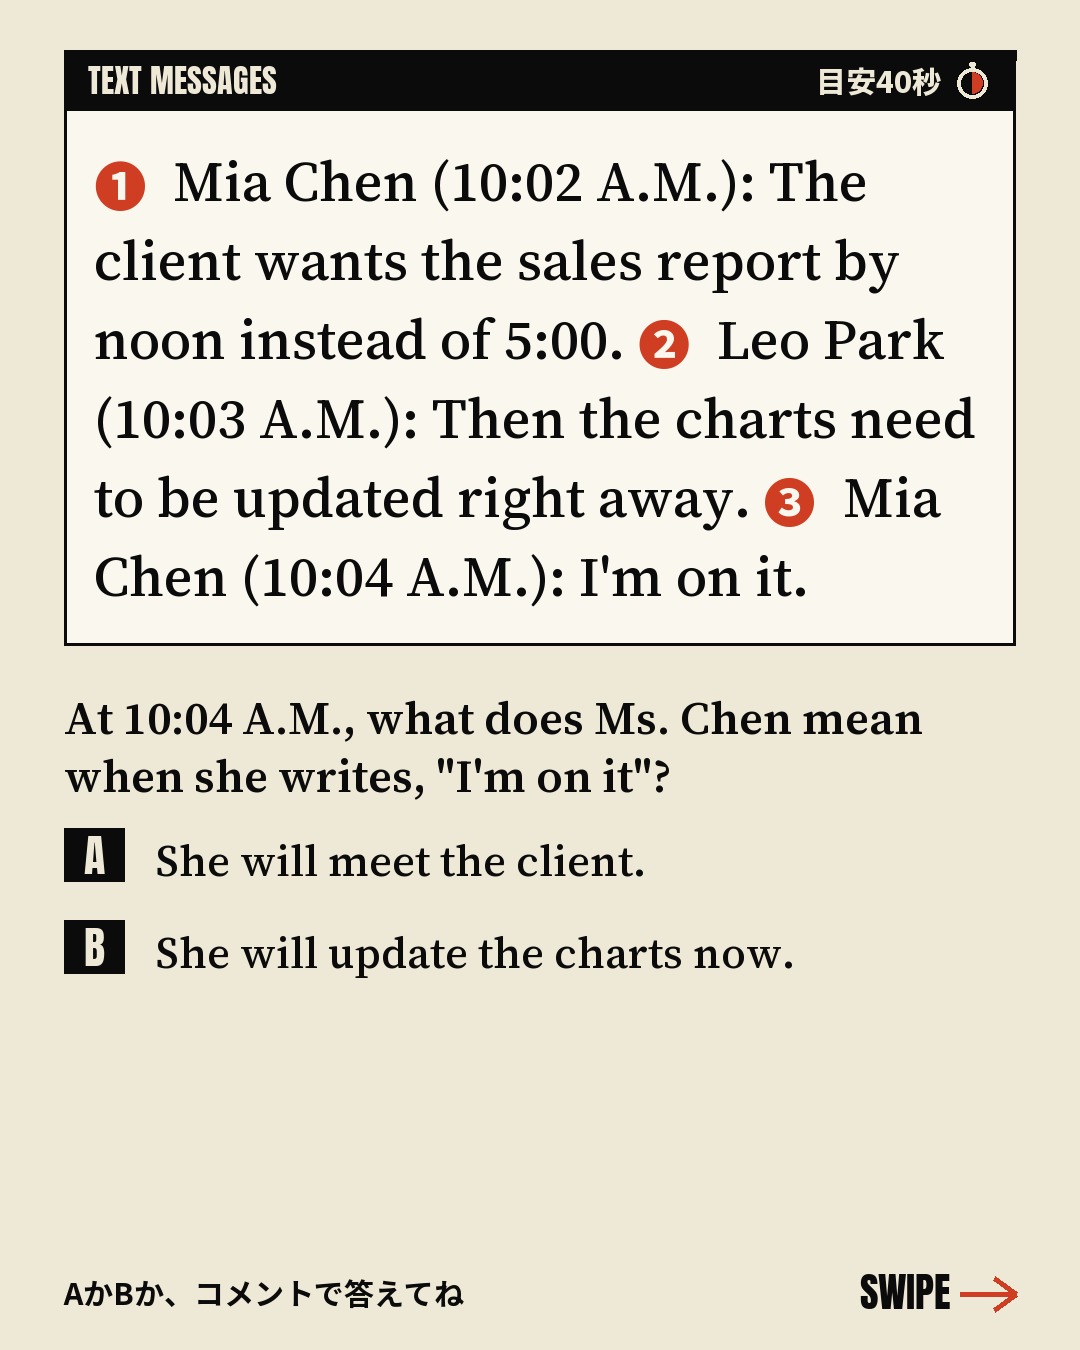 TEXT MESSAGES 目安40秒
1 Mia Chen (10:02 A.M.): The
client wants the sales report by
noon instead of 5:00. 2 Leo Park
(10:03 A.M.): Then the charts need
to be updated right away. 3 Mia
Chen (10:04 A.M.): I'm on it.
At 10:04 A.M., what does Ms. Chen mean
when she writes, "I'm on it"?
A She will meet the client.
B She will update the charts now.
AかBか、コメントで答えてね SWIPE